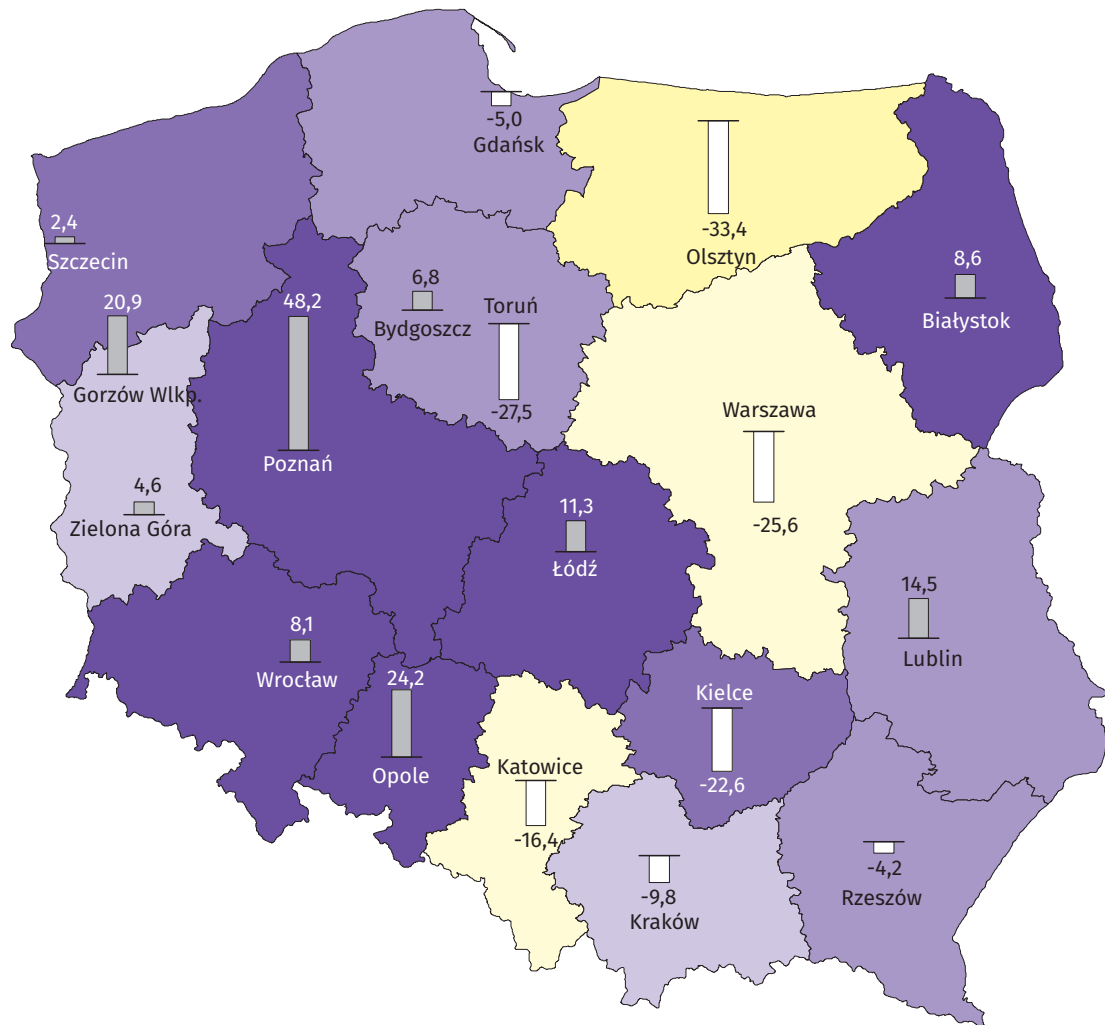 -5,0
Gdańsk
-33,4
Olsztyn
2,4
Szczecin
8,6
Białystok
20,9
Gorzów Wlkp.
48,2
Poznań
6,8
Bydgoszcz
Toruń
-27,5
Warszawa
-25,6
4,6
Zielona Góra
11,3
Łódź
14,5
Lublin
8,1
Wrocław
24,2
Opole
Kielce
-22,6
Katowice
-16,4
-9,8
Kraków
-4,2
Rzeszów